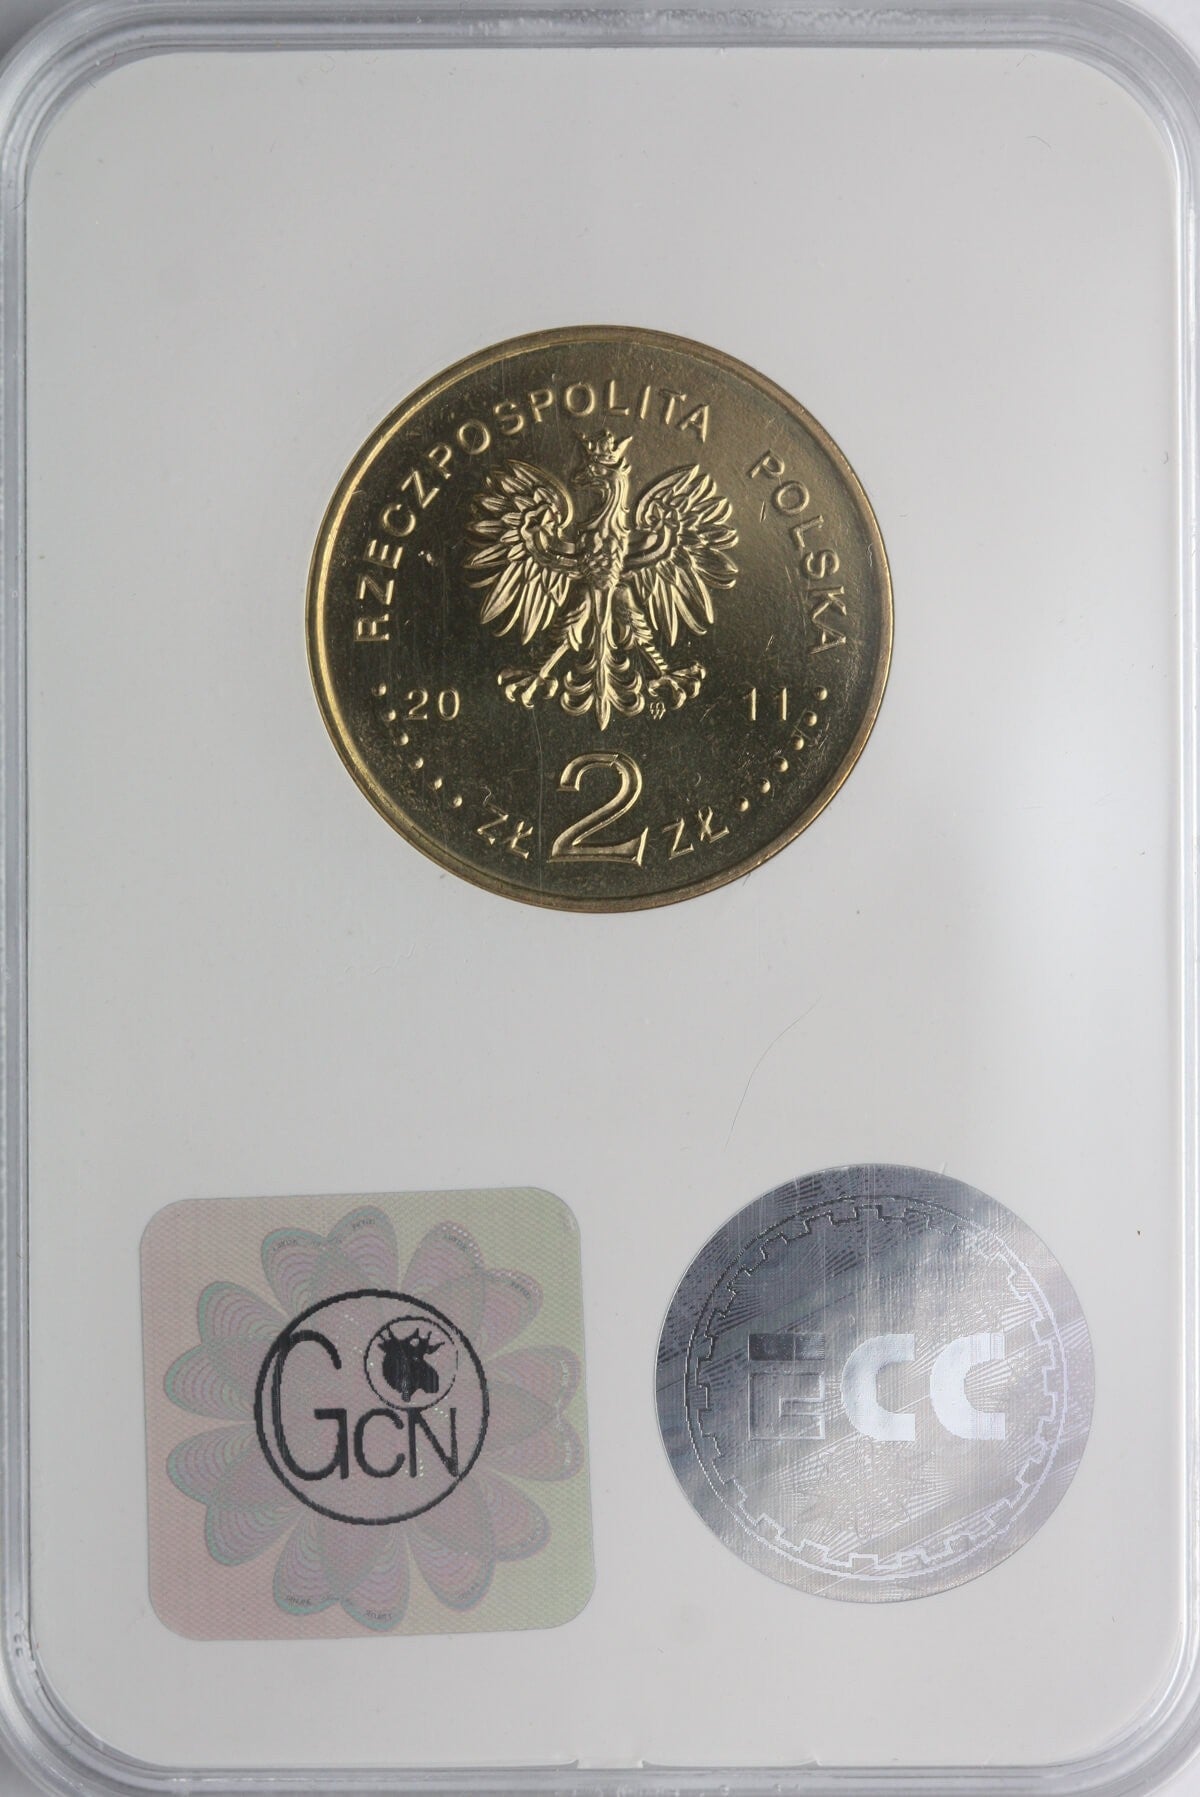 RZECZPOSPOLITA POLSKA
20 11
ZŁ 2 ZŁ
GCN
ECC